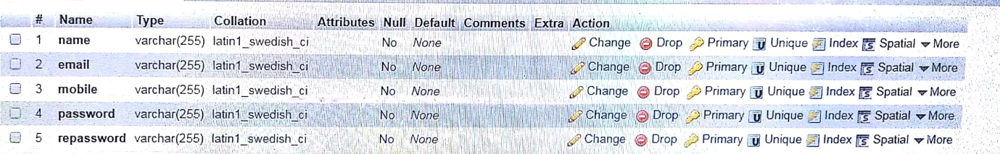 # Name Type Collation Attributes Null Default Comments Extra Action
1 name varchar(255) latin1_swedish_ci No None Change Drop Primary Unique Index Spatial More
2 email varchar(255) latin1_swedish_ci No None Change Drop Primary Unique Index Spatial More
3 mobile varchar(255) latin1_swedish_ci No None Change Drop Primary Unique Index Spatial More
4 password varchar(255) latin1_swedish_ci No None Change Drop Primary Unique Index Spatial More
5 repassword varchar(255) latin1_swedish_ci No None Change Drop Primary Unique Index Spatial More